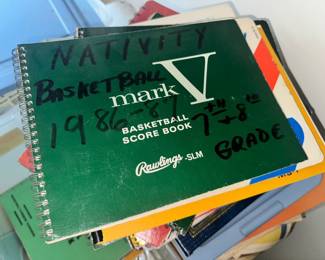 NATIVITY
BASKETBALL
mark V
1986-87
BASKETBALL
SCORE BOOK
7th + 8th
GRADE
Rawlings-SLM